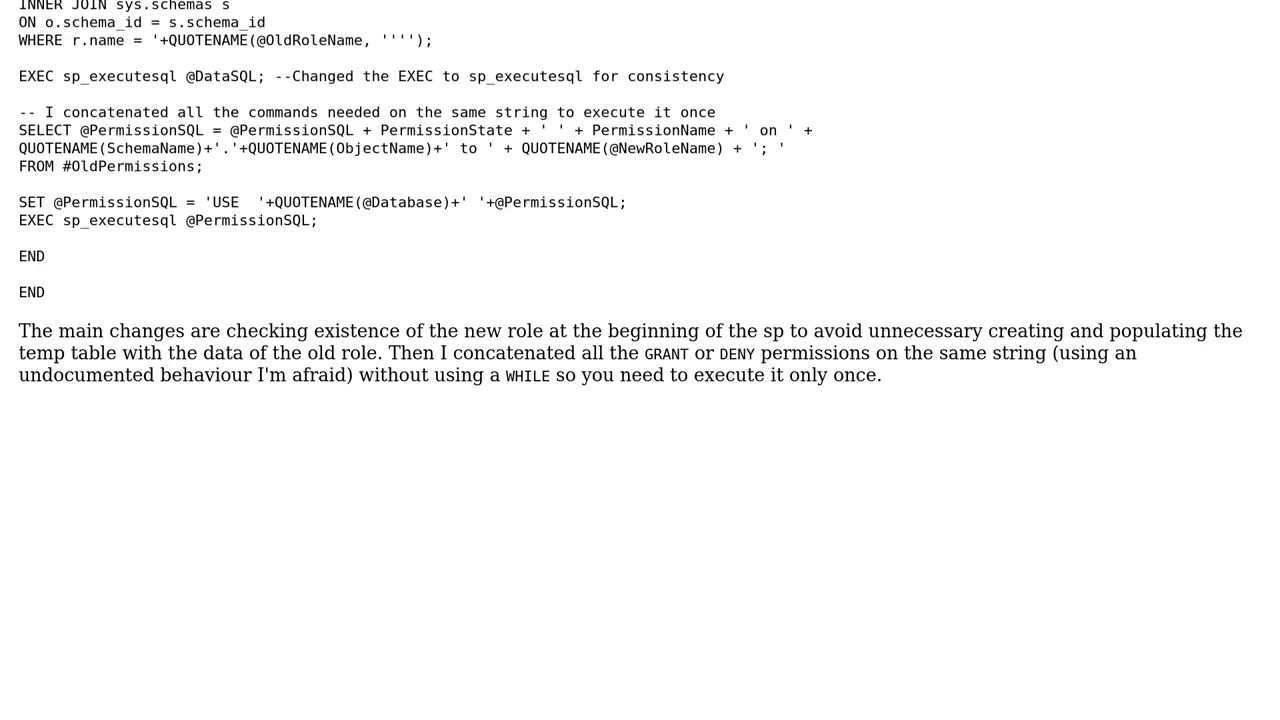 INNER JOIN sys.schemas s
ON o.schema_id = s.schema_id
WHERE r.name = '+QUOTENAME(@OldRoleName, '''');
EXEC sp_executesql @DataSQL; --Changed the EXEC to sp_executesql for consistency
-- I concatenated all the commands needed on the same string to execute it once
SELECT @PermissionSQL = @PermissionSQL + PermissionState + ' ' + PermissionName + ' on ' +
QUOTENAME(SchemaName)+'.'+QUOTENAME(ObjectName)+' to ' + QUOTENAME(@NewRoleName) + '; '
FROM #OldPermissions;
SET @PermissionSQL = 'USE  '+QUOTENAME(@Database)+' '+@PermissionSQL;
EXEC sp_executesql @PermissionSQL;
END
END
The main changes are checking existence of the new role at the beginning of the sp to avoid unnecessary creating and populating the
temp table with the data of the old role. Then I concatenated all the GRANT or DENY permissions on the same string (using an
undocumented behaviour I'm afraid) without using a WHILE so you need to execute it only once.